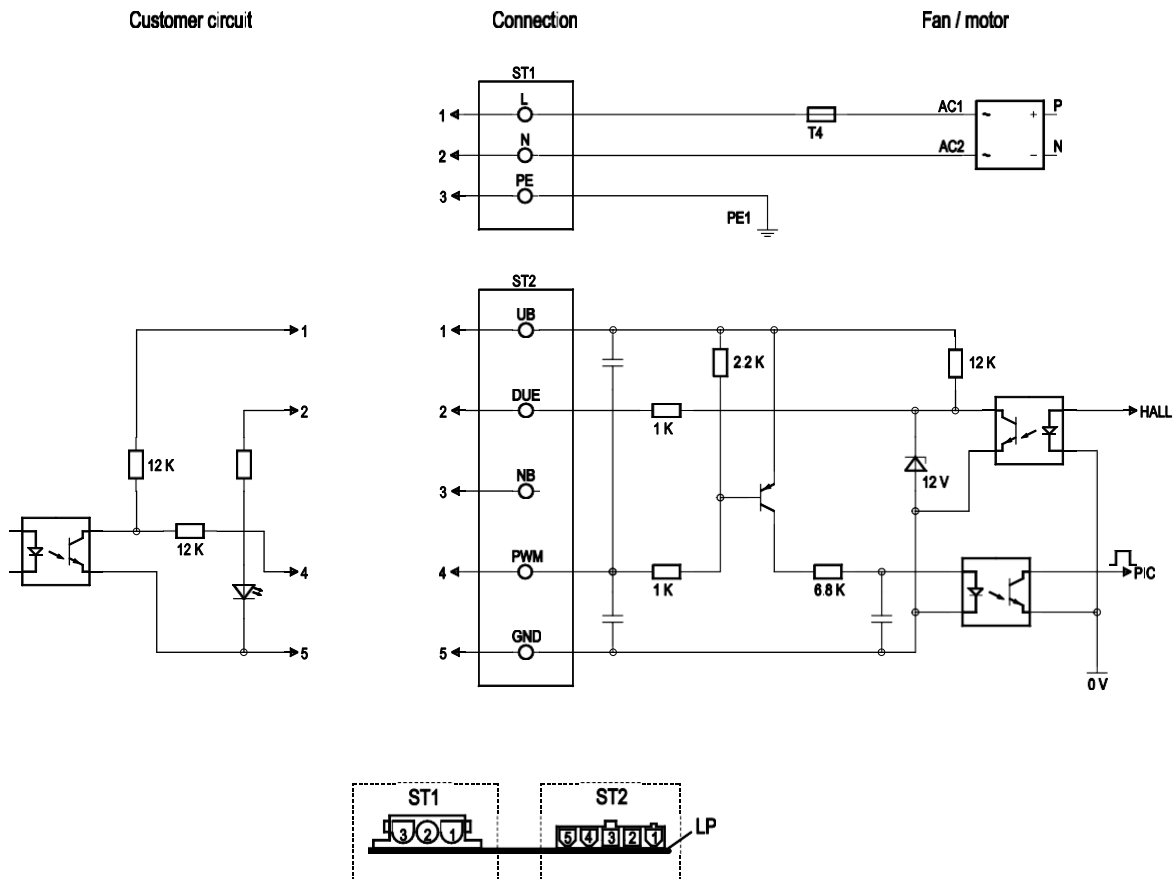 Customer circuit
Connection
Fan / motor
ST1
L
1
AC1
~
+
P
T4
N
2
AC2
~
−
N
PE
3
PE1
ST2
UB
1
1
2.2 K
12 K
DUE
2
2
1 K
HALL
12 K
12 V
NB
3
12 K
PWM
4
4
1 K
6.8 K
PIC
GND
5
5
0 V
ST1
ST2
LP
3 2 1
5 4 3 2 1